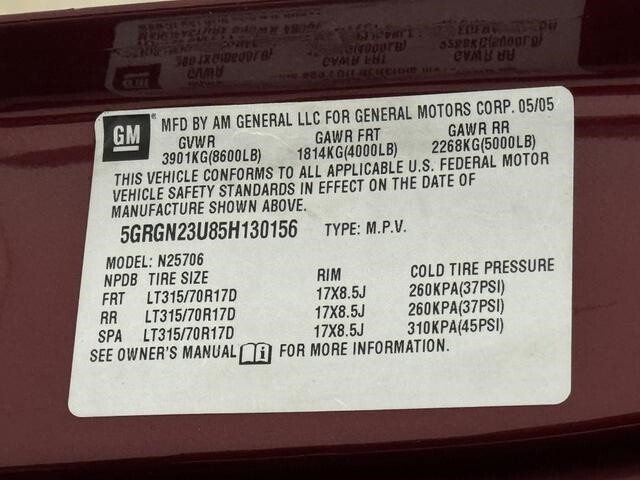 GM
MFD BY AM GENERAL LLC FOR GENERAL MOTORS CORP. 05/05
GVWR GAWR FRT GAWR RR
3901KG(8600LB) 1814KG(4000LB) 2268KG(5000LB)
THIS VEHICLE CONFORMS TO ALL APPLICABLE U.S. FEDERAL MOTOR
VEHICLE SAFETY STANDARDS IN EFFECT ON THE DATE OF
MANUFACTURE SHOWN ABOVE.
5GRGN23U85H130156 TYPE: M.P.V.
MODEL: N25706
NPDB TIRE SIZE RIM COLD TIRE PRESSURE
FRT LT315/70R17D 17X8.5J 260KPA(37PSI)
RR LT315/70R17D 17X8.5J 260KPA(37PSI)
SPA LT315/70R17D 17X8.5J 310KPA(45PSI)
SEE OWNER'S MANUAL FOR MORE INFORMATION.